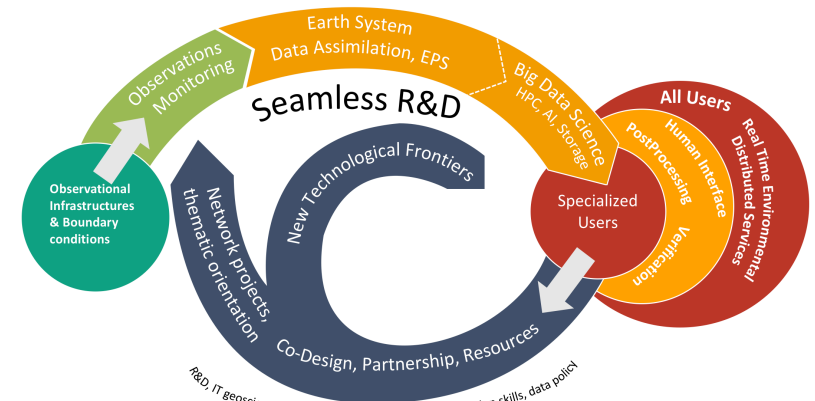 Earth System
Data Assimilation, EPS
Observations
Monitoring
Big Data Science
HPC, AI, Storage
Seamless R&D
All Users
Human Interface
PostProcessing
Verification
Real Time Environmental
Distributed Services
Observational
Infrastructures
& Boundary
conditions
Specialized
Users
New Technological Frontiers
Network projects,
thematic orientation
Co-Design, Partnership, Resources
R&D, IT
skills, data policy